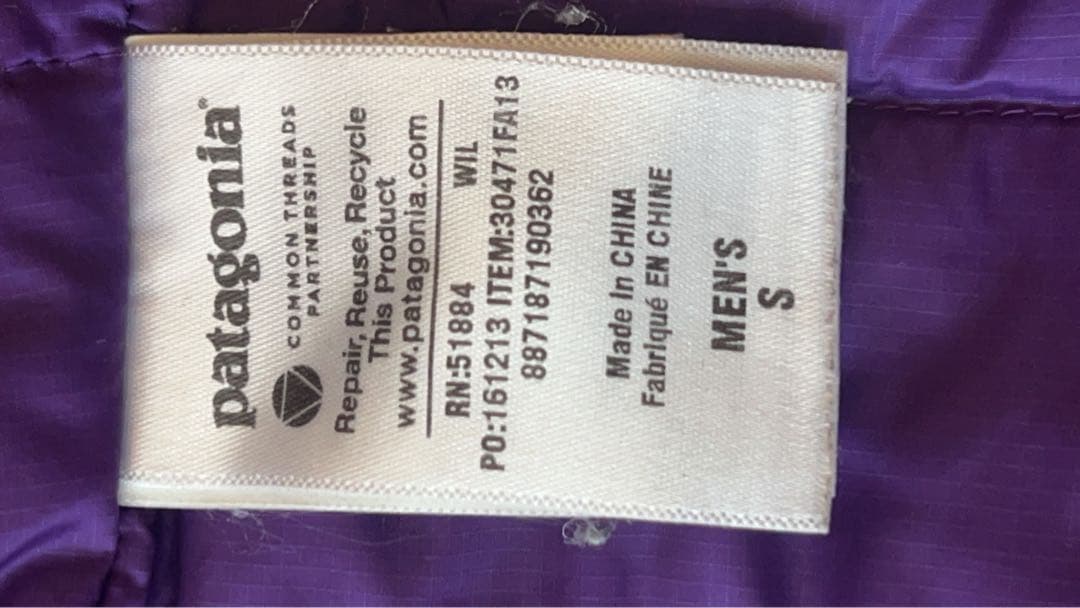 patagonia®
COMMON THREADS
PARTNERSHIP
Repair, Reuse, Recycle
This Product
www.patagonia.com
RN:51884 WIL
PO:161213 ITEM:30471FA13
887187190362
Made In CHINA
Fabriqué EN CHINE
MEN'S
S